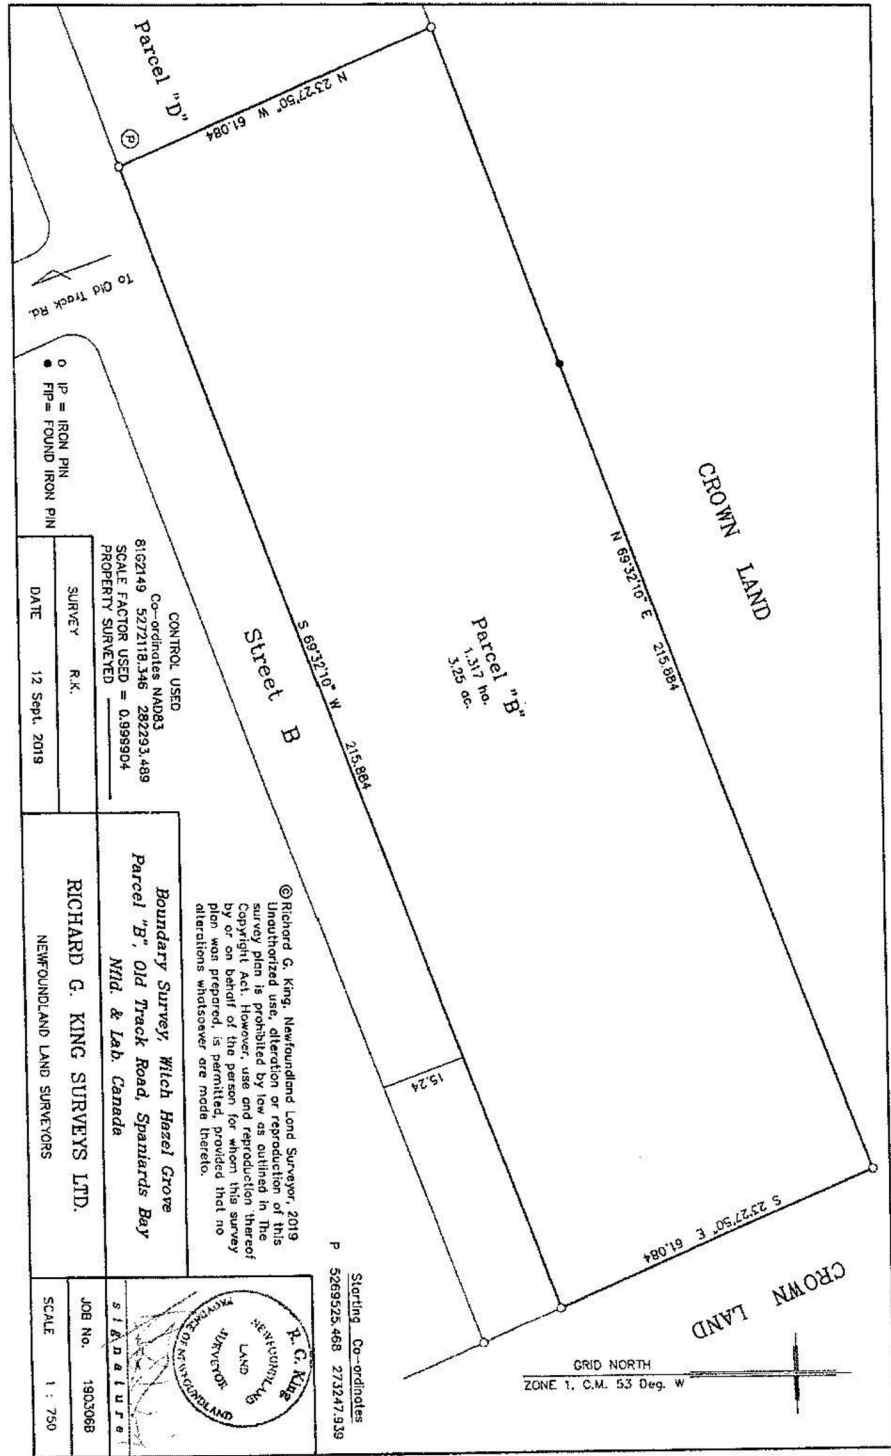 CROWN LAND
CROWN LAND
N 69°32'10" E 215.884
S 23°27'50" E 61.084
S 69°32'10" W 215.884
N 23°27'50" W 61.084
Parcel "B"
1.317 ha.
3.25 ac.
Parcel "D"
P
Street B
15.24
To Old Track Rd.
GRID NORTH
ZONE 1, C.M. 53 Deg. W
Starting Co-ordinates
P 5269525.468 273247.939
O IP = IRON PIN
● FIP= FOUND IRON PIN
CONTROL USED
Co-ordinates NAD83
81G2149 5272118.346 282293.489
SCALE FACTOR USED = 0.999904
PROPERTY SURVEYED
© Richard G. King, Newfoundland Land Surveyor, 2019
Unauthorized use, alteration or reproduction of this
survey plan is prohibited by law as outlined in The
Copyright Act. However, use and reproduction thereof
by or on behalf of the person for whom this survey
plan was prepared, is permitted, provided that no
alterations whatsoever are made thereto.
SURVEY R.K.
DATE 12 Sept. 2019
Boundary Survey, Witch Hazel Grove
Parcel "B", Old Track Road, Spaniards Bay
Nfld. & Lab. Canada
RICHARD G. KING SURVEYS LTD.
NEWFOUNDLAND LAND SURVEYORS
R. G. King
NEWFOUNDLAND
LAND
SURVEYOR
PROVINCE OF NEWFOUNDLAND
signature
JOB No. 190306B
SCALE 1 : 750